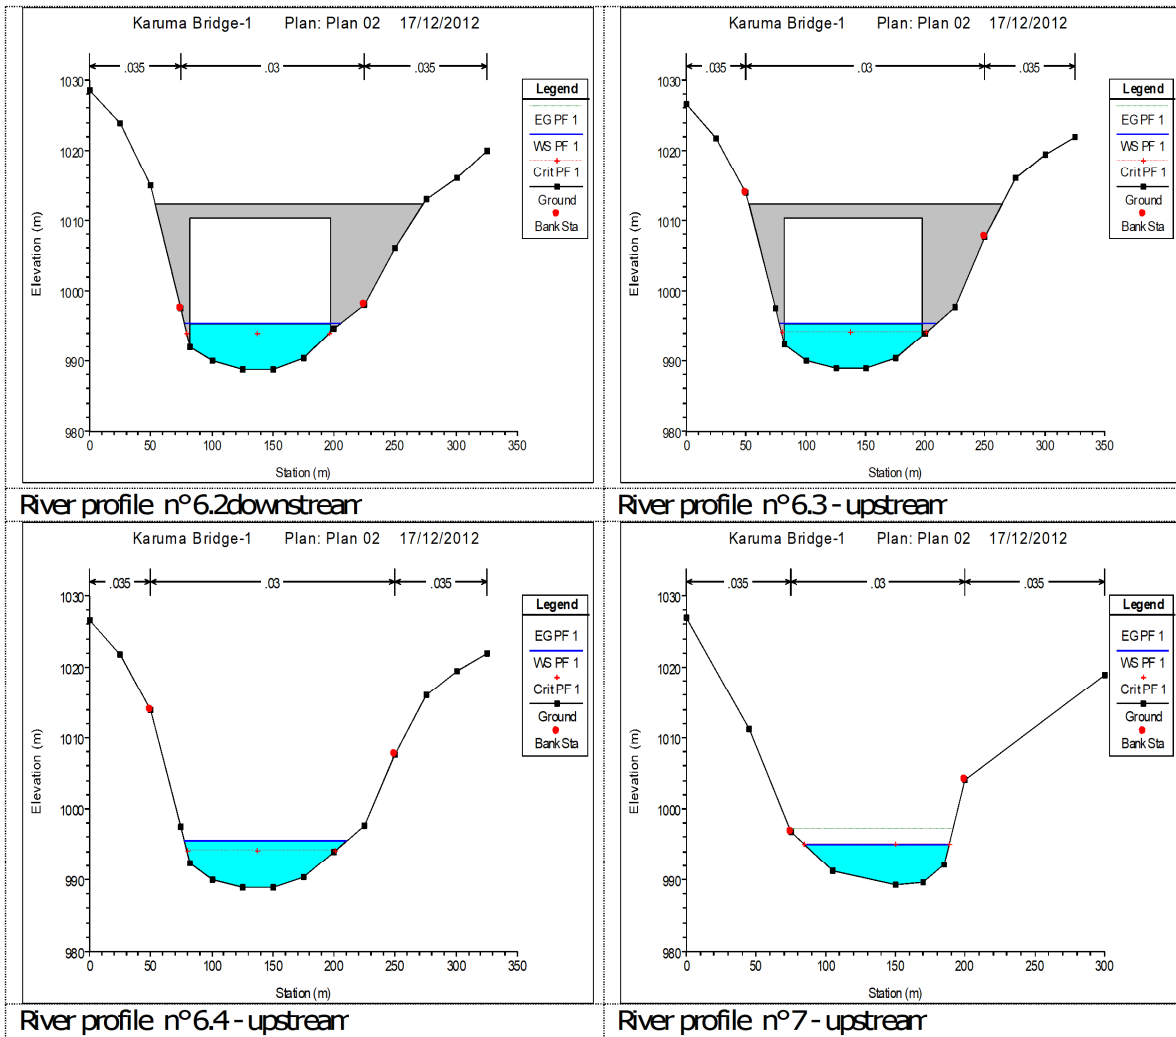 Karuma Bridge-1 Plan: Plan 02 17/12/2012
.035 .03 .035
Legend
EG PF 1
WS PF 1
Crit PF 1
Ground
Bank Sta
Elevation (m)
1030
1020
1010
1000
990
980
0 50 100 150 200 250 300 350
Station (m)
River profile n°6.2downstream
Karuma Bridge-1 Plan: Plan 02 17/12/2012
.035 .03 .035
Legend
EG PF 1
WS PF 1
Crit PF 1
Ground
Bank Sta
Elevation (m)
1030
1020
1010
1000
990
980
0 50 100 150 200 250 300 350
Station (m)
River profile n°6.3 - upstream
Karuma Bridge-1 Plan: Plan 02 17/12/2012
.035 .03 .035
Legend
EG PF 1
WS PF 1
Crit PF 1
Ground
Bank Sta
Elevation (m)
1030
1020
1010
1000
990
980
0 50 100 150 200 250 300 350
Station (m)
River profile n°6.4 - upstream
Karuma Bridge-1 Plan: Plan 02 17/12/2012
.035 .03 .035
Legend
EG PF 1
WS PF 1
Crit PF 1
Ground
Bank Sta
Elevation (m)
1030
1020
1010
1000
990
980
0 50 100 150 200 250 300
Station (m)
River profile n°7 - upstream